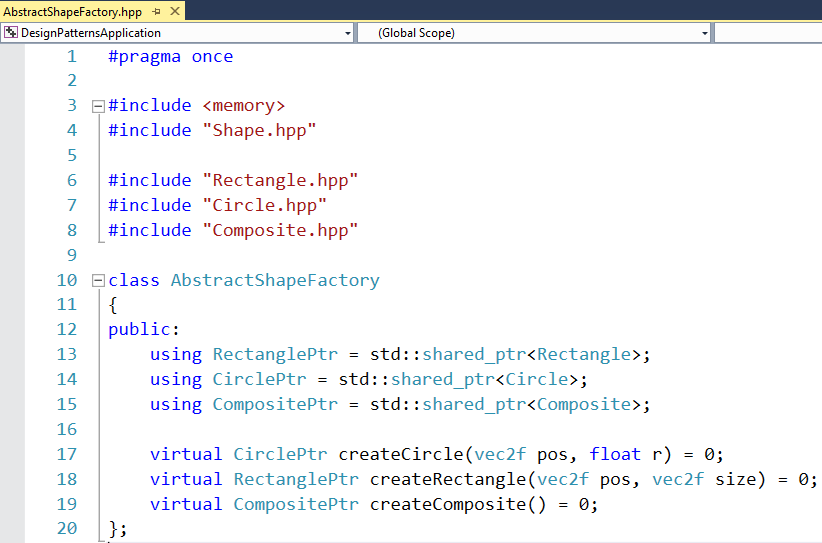 AbstractShapeFactory.hpp
DesignPatternsApplication (Global Scope)
1 #pragma once
2
3 #include <memory>
4 #include "Shape.hpp"
5
6 #include "Rectangle.hpp"
7 #include "Circle.hpp"
8 #include "Composite.hpp"
9
10 class AbstractShapeFactory
11 {
12 public:
13     using RectanglePtr = std::shared_ptr<Rectangle>;
14     using CirclePtr = std::shared_ptr<Circle>;
15     using CompositePtr = std::shared_ptr<Composite>;
16
17     virtual CirclePtr createCircle(vec2f pos, float r) = 0;
18     virtual RectanglePtr createRectangle(vec2f pos, vec2f size) = 0;
19     virtual CompositePtr createComposite() = 0;
20 };